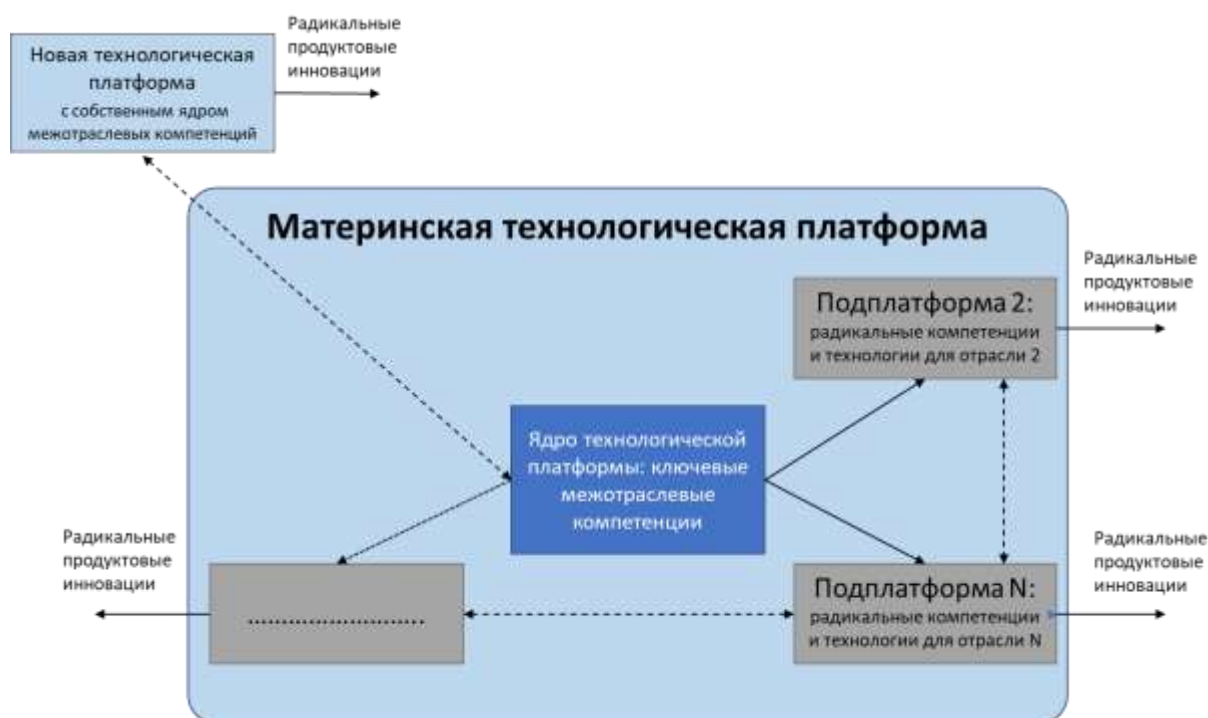 Радикальные
продуктовые
инновации
Новая технологическая
платформа
с собственным ядром
межотраслевых компетенций
Материнская технологическая платформа
Радикальные
продуктовые
инновации
Подплатформа 2:
радикальные компетенции
и технологии для отрасли 2
Ядро технологической
платформы: ключевые
межотраслевые
компетенции
Радикальные
продуктовые
инновации
Радикальные
продуктовые
инновации
..........................
Подплатформа N:
радикальные компетенции
и технологии для отрасли N